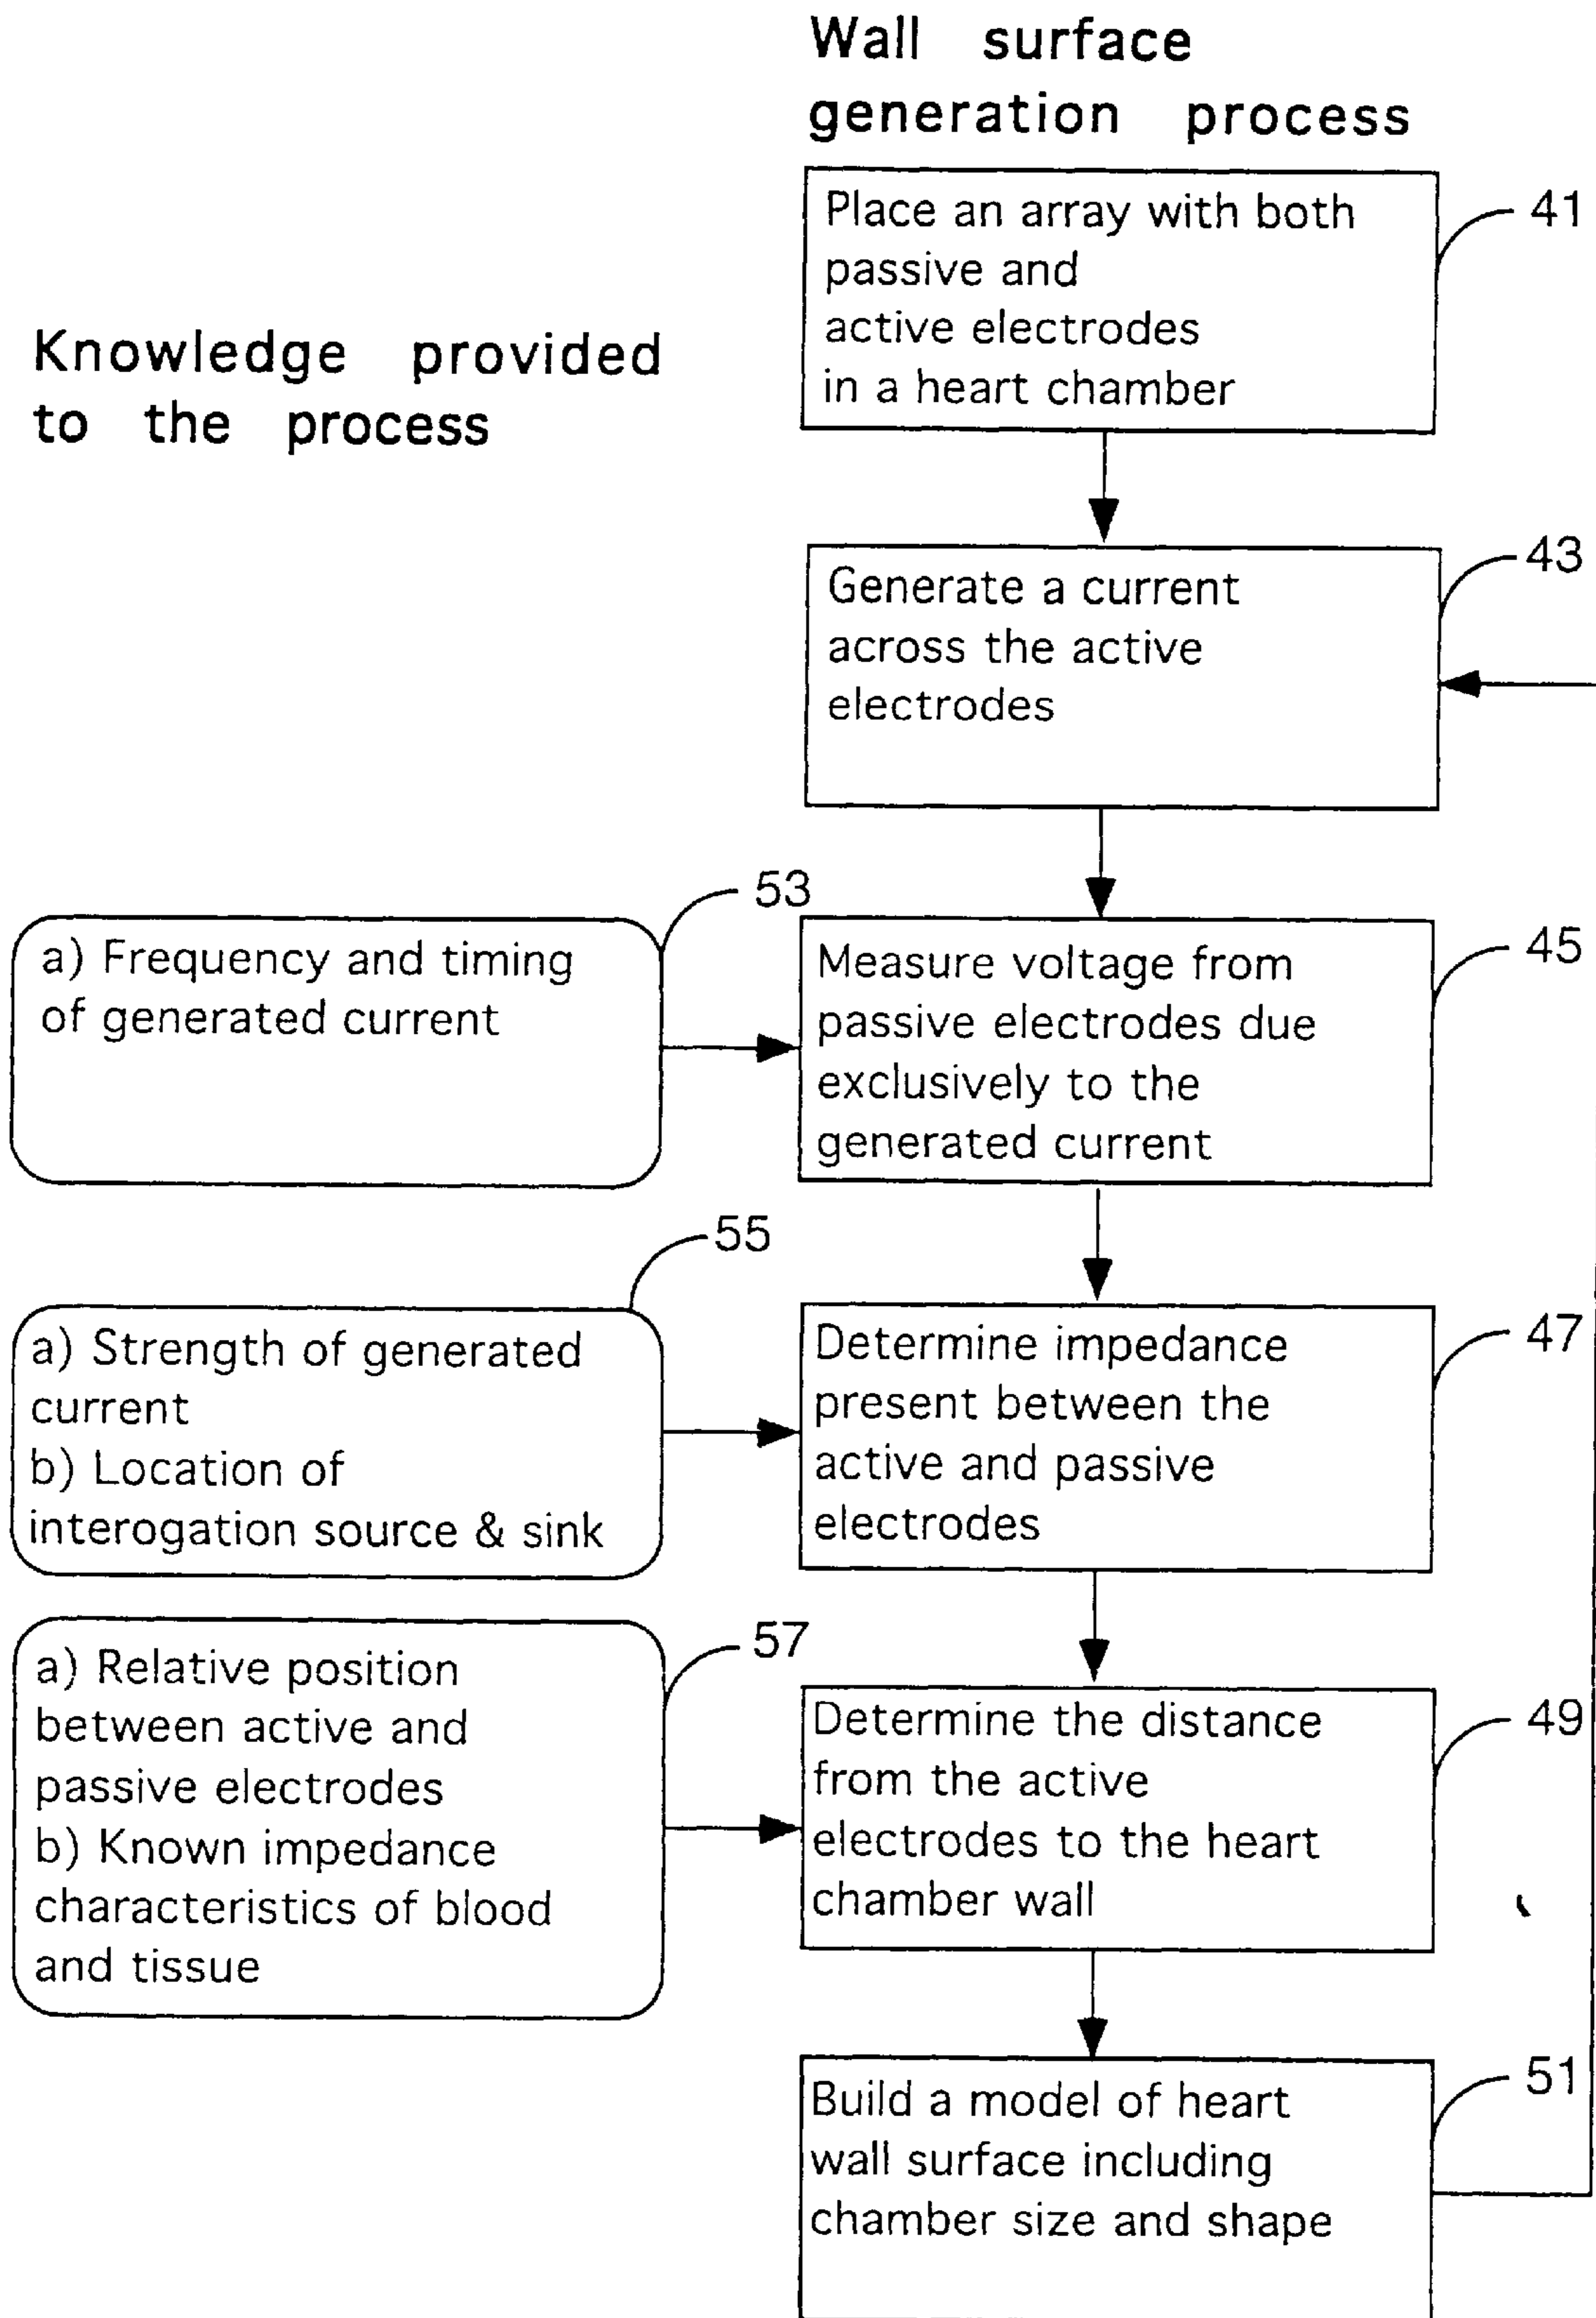 Wall surface
generation process
Place an array with both
passive and
active electrodes
in a heart chamber
41
Knowledge provided
to the process
Generate a current
across the active
electrodes
43
53
a) Frequency and timing
of generated current
Measure voltage from
passive electrodes due
exclusively to the
generated current
45
55
a) Strength of generated
current
b) Location of
interogation source & sink
Determine impedance
present between the
active and passive
electrodes
47
57
a) Relative position
between active and
passive electrodes
b) Known impedance
characteristics of blood
and tissue
Determine the distance
from the active
electrodes to the heart
chamber wall
49
Build a model of heart
wall surface including
chamber size and shape
51